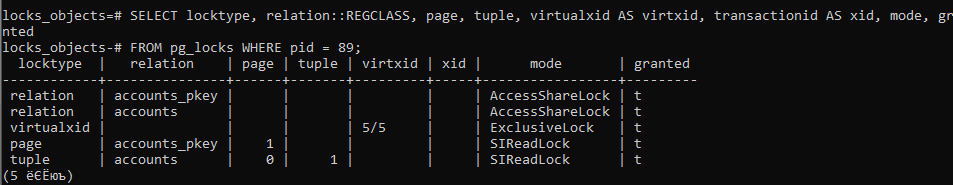 locks_objects=# SELECT locktype, relation::REGCLASS, page, tuple, virtualxid AS virtxid, transactionid AS xid, mode, gr
nted
locks_objects-# FROM pg_locks WHERE pid = 89;
  locktype  |   relation    | page | tuple | virtxid | xid |      mode       | granted
------------+---------------+------+-------+---------+-----+-----------------+---------
 relation   | accounts_pkey |      |       |         |     | AccessShareLock | t
 relation   | accounts      |      |       |         |     | AccessShareLock | t
 virtualxid |               |      |       | 5/5     |     | ExclusiveLock   | t
 page       | accounts_pkey |    1 |       |         |     | SIReadLock      | t
 tuple      | accounts      |    0 |     1 |         |     | SIReadLock      | t
(5 ёЄЁюъ)